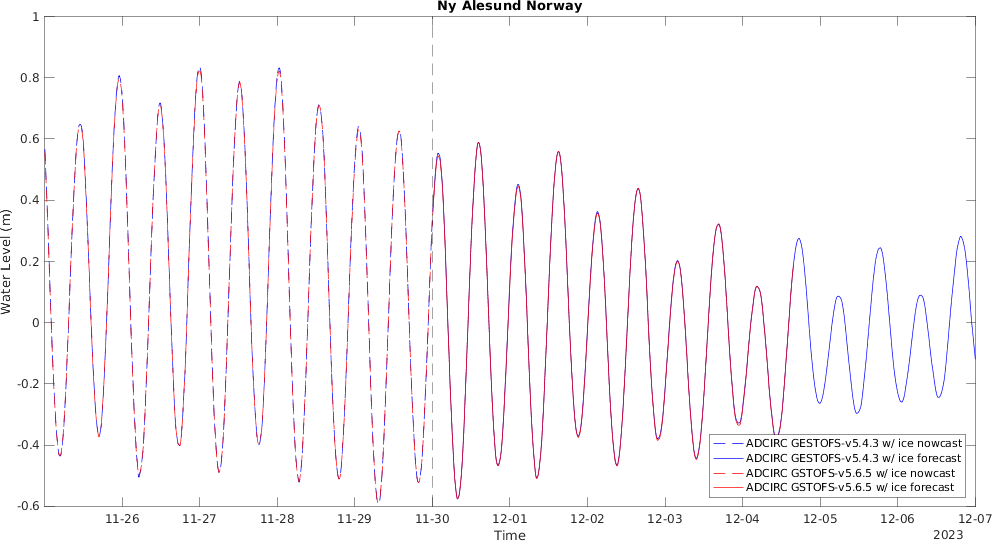 Ny Alesund Norway
1
0.8
0.6
0.4
0.2
0
-0.2
-0.4
-0.6
Water Level (m)
ADCIRC GESTOFS-v5.4.3 w/ ice nowcast
ADCIRC GESTOFS-v5.4.3 w/ ice forecast
ADCIRC GSTOFS-v5.6.5 w/ ice nowcast
ADCIRC GSTOFS-v5.6.5 w/ ice forecast
11-26 11-27 11-28 11-29 11-30 12-01 12-02 12-03 12-04 12-05 12-06 12-07
Time
2023